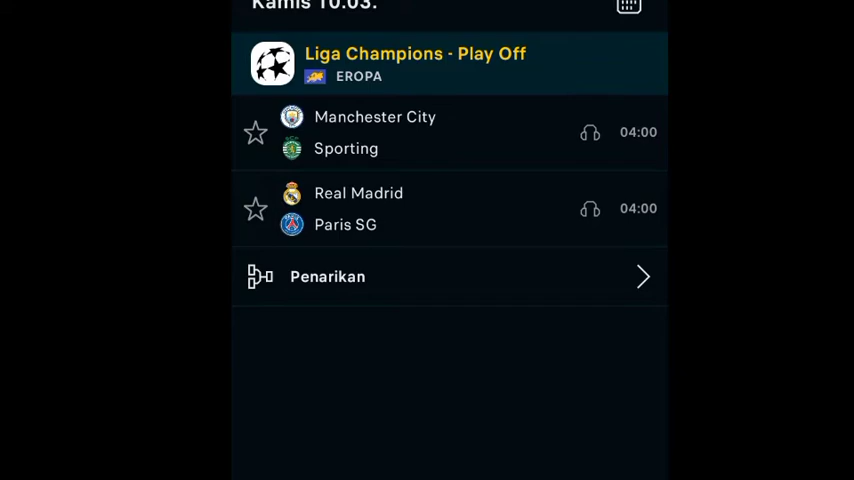 Kamis 10.03.
Liga Champions - Play Off
EROPA
Manchester City
Sporting
04:00
Real Madrid
Paris SG
04:00
Penarikan